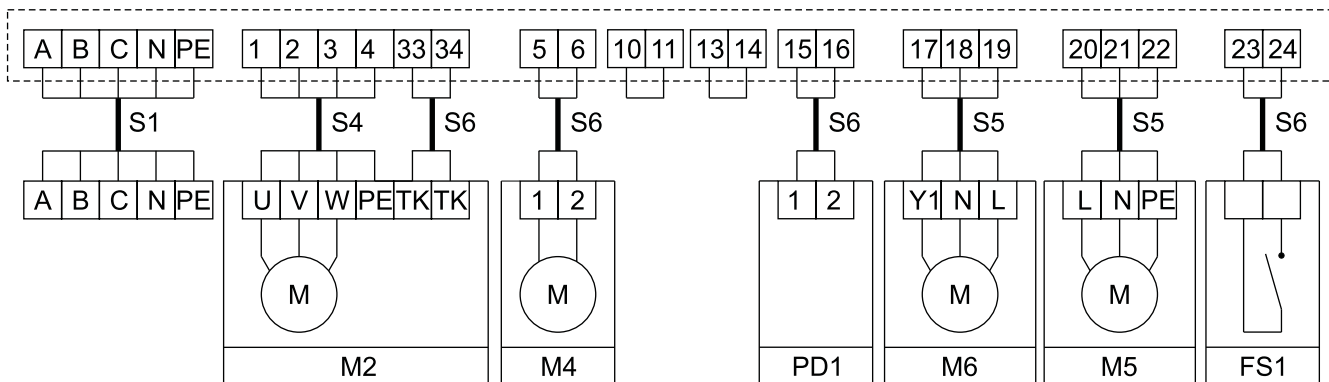 A B C N PE 1 2 3 4 33 34 5 6 10 11 13 14 15 16 17 18 19 20 21 22 23 24
S1 S4 S6 S6 S6 S5 S5 S6
A B C N PE U V W PE TK TK 1 2 1 2 Y1 N L L N PE
M M M M
M2 M4 PD1 M6 M5 FS1